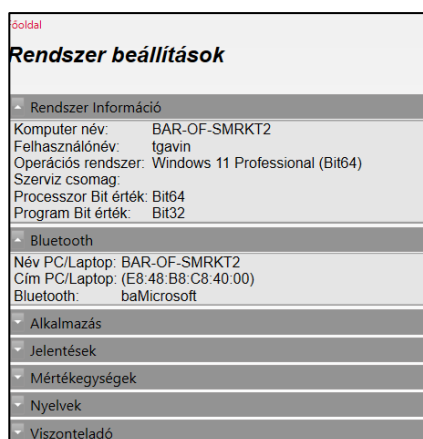 Főoldal
Rendszer beállítások
Rendszer Információ
Komputer név: BAR-OF-SMRKT2
Felhasználónév: tgavin
Operációs rendszer: Windows 11 Professional (Bit64)
Szerviz csomag:
Processzor Bit érték: Bit64
Program Bit érték: Bit32
Bluetooth
Név PC/Laptop: BAR-OF-SMRKT2
Cím PC/Laptop: (E8:48:B8:C8:40:00)
Bluetooth: baMicrosoft
Alkalmazás
Jelentések
Mértékegységek
Nyelvek
Viszonteladó